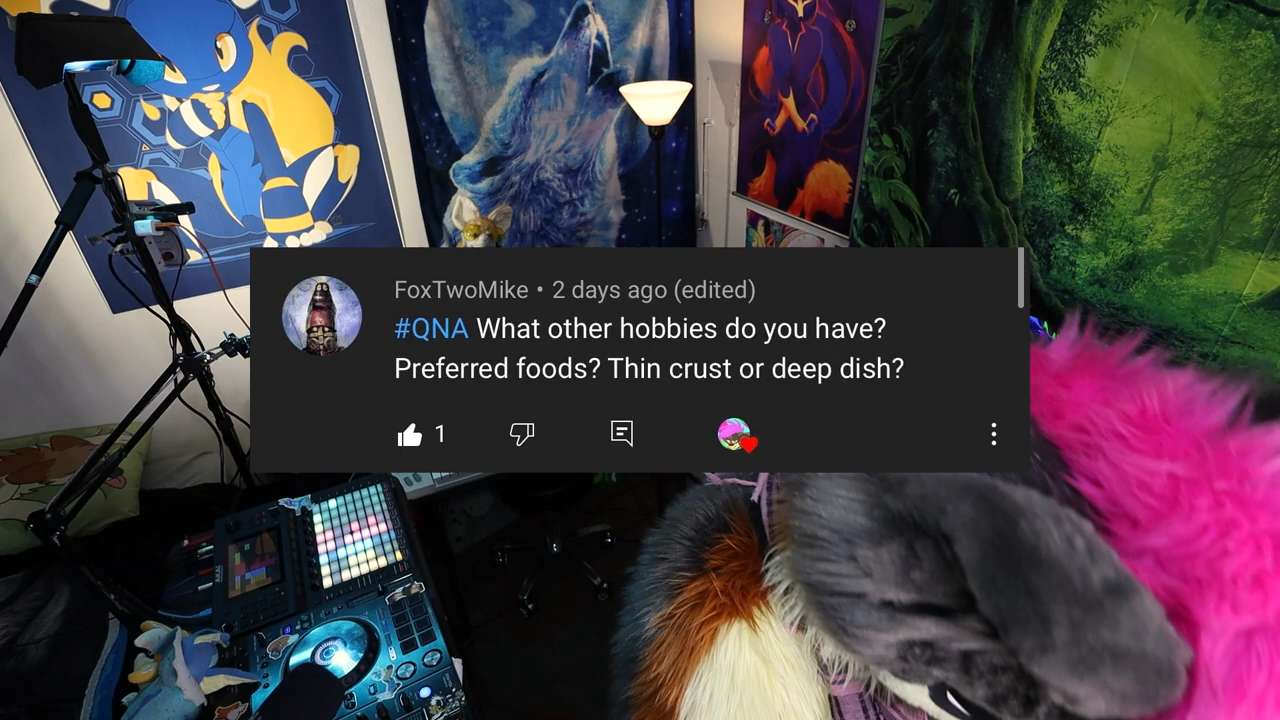 FoxTwoMike • 2 days ago (edited)
#QNA What other hobbies do you have?
Preferred foods? Thin crust or deep dish?
1
AKAI